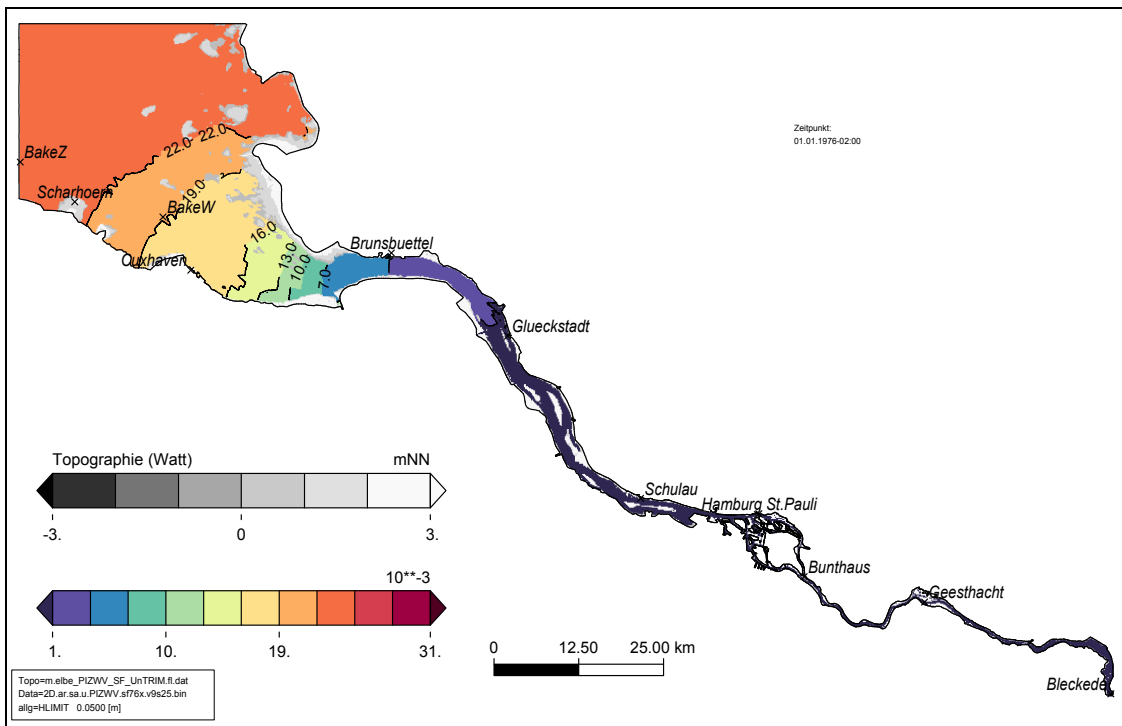 Zeitpunkt:
01.01.1976-02:00
22.0
22.0
BakeZ
Scharhoern
19.0
BakeW
16.0
Brunsbuettel
Cuxhaven
13.0
10.0
7.0
Glueckstadt
Topographie (Watt) mNN
-3. 0 3.
Schulau
Hamburg St.Pauli
Bunthaus
Geesthacht
10**-3
1. 10. 19. 31.
0 12.50 25.00 km
Bleckede
Topo=m.elbe_PIZWV_SF_UnTRIM.fl.dat
Data=2D.ar.sa.u.PIZWV.sf76x.v9s25.bin
allg=HLIMIT 0.0500 [m]